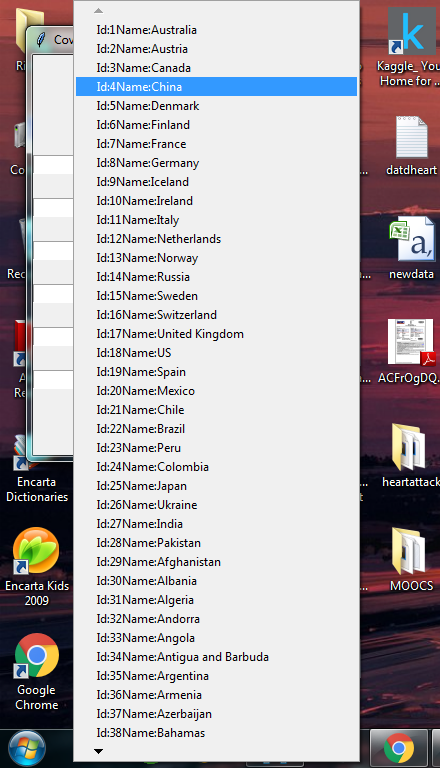 Cov
Ri
Co
Rec
A
Re
Encarta
Dictionaries
Encarta Kids
2009
Google
Chrome
Id:1Name:Australia
Id:2Name:Austria
Id:3Name:Canada
Id:4Name:China
Id:5Name:Denmark
Id:6Name:Finland
Id:7Name:France
Id:8Name:Germany
Id:9Name:Iceland
Id:10Name:Ireland
Id:11Name:Italy
Id:12Name:Netherlands
Id:13Name:Norway
Id:14Name:Russia
Id:15Name:Sweden
Id:16Name:Switzerland
Id:17Name:United Kingdom
Id:18Name:US
Id:19Name:Spain
Id:20Name:Mexico
Id:21Name:Chile
Id:22Name:Brazil
Id:23Name:Peru
Id:24Name:Colombia
Id:25Name:Japan
Id:26Name:Ukraine
Id:27Name:India
Id:28Name:Pakistan
Id:29Name:Afghanistan
Id:30Name:Albania
Id:31Name:Algeria
Id:32Name:Andorra
Id:33Name:Angola
Id:34Name:Antigua and Barbuda
Id:35Name:Argentina
Id:36Name:Armenia
Id:37Name:Azerbaijan
Id:38Name:Bahamas
k
Kaggle_ You
Home for ...
datdheart
newdata
ACFrOgDQ.
heartattack
MOOCS